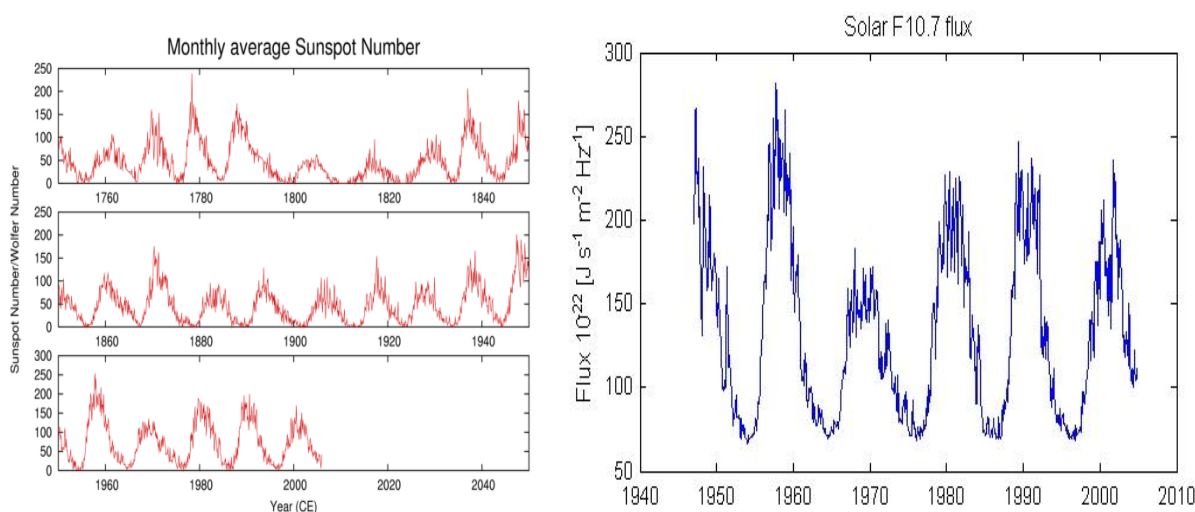 Monthly average Sunspot Number
Sunspot Number/Wolfer Number
250
200
150
100
50
0
1760 1780 1800 1820 1840
250
200
150
100
50
0
1860 1880 1900 1920 1940
300
250
200
150
100
50
0
1960 1980 2000 2020 2040
Year (CE)
Solar F10.7 flux
Flux 10²² [J s⁻¹ m⁻² Hz⁻¹]
300
250
200
150
100
50
1940 1950 1960 1970 1980 1990 2000 2010